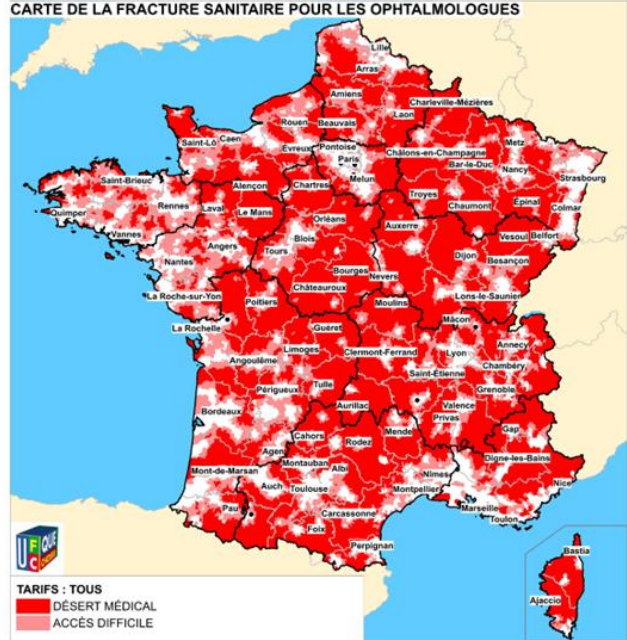 CARTE DE LA FRACTURE SANITAIRE POUR LES OPHTALMOLOGUES
Lille
Arras
Amiens
Charleville-Mézières
Rouen
Beauvais
Laon
Saint-Lô
Caen
Évreux
Pontoise
Paris
Melun
Châlons-en-Champagne
Bar-le-Duc
Metz
Nancy
Strasbourg
Saint-Brieuc
Quimper
Rennes
Vannes
Alençon
Laval
Le Mans
Chartres
Orléans
Troyes
Chaumont
Épinal
Colmar
Auxerre
Vesoul
Belfort
Angers
Nantes
Tours
Blois
Bourges
Nevers
Châteauroux
Dijon
Besançon
Lons-le-Saunier
La Roche-sur-Yon
Poitiers
Moulins
Mâcon
La Rochelle
Guéret
Limoges
Clermont-Ferrand
Lyon
Annecy
Chambéry
Angoulême
Saint-Étienne
Grenoble
Périgueux
Tulle
Aurillac
Valence
Privas
Bordeaux
Cahors
Rodez
Mende
Gap
Digne-les-Bains
Agen
Mont-de-Marsan
Montauban
Albi
Nîmes
Nice
Auch
Toulouse
Montpellier
Marseille
Toulon
Pau
Carcassonne
Foix
Perpignan
Bastia
Ajaccio
UFC
QUE
CHOISIR
TARIFS : TOUS
DÉSERT MÉDICAL
ACCÈS DIFFICILE